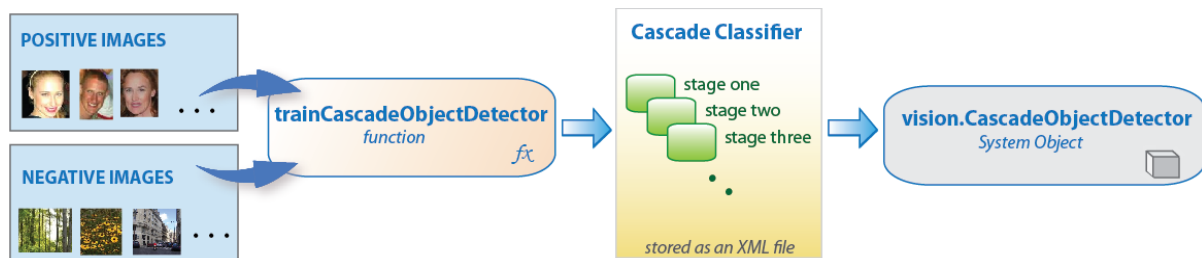 POSITIVE IMAGES
. . .
NEGATIVE IMAGES
. . .
trainCascadeObjectDetector
function
fx
Cascade Classifier
stage one
stage two
stage three
stored as an XML file
vision.CascadeObjectDetector
System Object